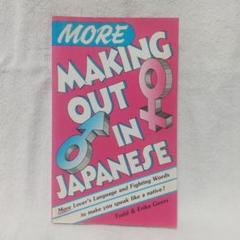 MORE
MAKING
OUT
IN
JAPANESE
More Lover's Language and Fighting Words
to make you speak like a native!
Todd & Erika Geers